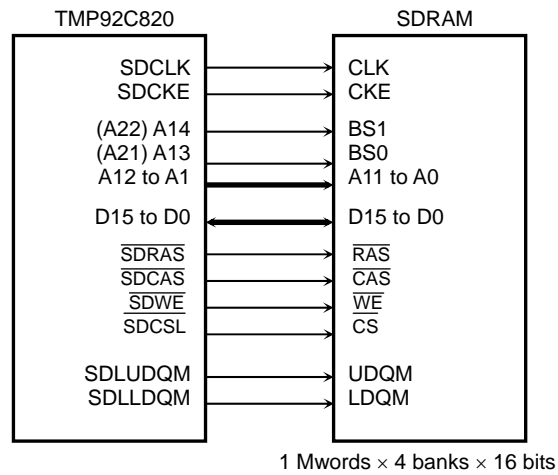 TMP92C820 SDRAM
SDCLK CLK
SDCKE CKE
(A22) A14 BS1
(A21) A13 BS0
A12 to A1 A11 to A0
D15 to D0 D15 to D0
SDRAS RAS
SDCAS CAS
SDWE WE
SDCSL CS
SDLUDQM UDQM
SDLLDQM LDQM
1 Mwords × 4 banks × 16 bits